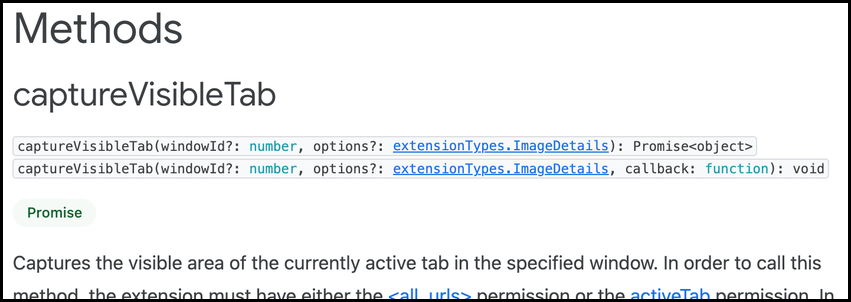 Methods
captureVisibleTab
captureVisibleTab(windowId?: number, options?: extensionTypes.ImageDetails): Promise<object>
captureVisibleTab(windowId?: number, options?: extensionTypes.ImageDetails, callback: function): void
Promise
Captures the visible area of the currently active tab in the specified window. In order to call this
method, the extension must have either the <all_urls> permission or the activeTab permission. In